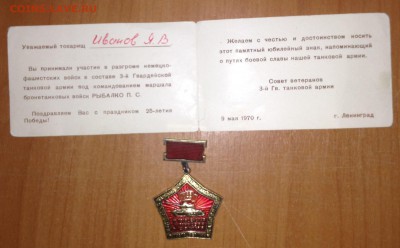 Уважаемый товарищ Иванов Я В
Вы принимали участие в разгроме немецко-
фашистских войск в составе 3-й Гвардейской
танковой армии под командованием маршала
бронетанковых войск РЫБАЛКО П. С.
Поздравляем Вас с праздником 25-летия
Победы!
Желаем с честью и достоинством носить
этот памятный юбилейный знак, напоминающий
о путях боевой славы нашей танковой армии.
Совет ветеранов
3-й Гв. танковой армии
9 мая 1970 г.
г. Ленинград